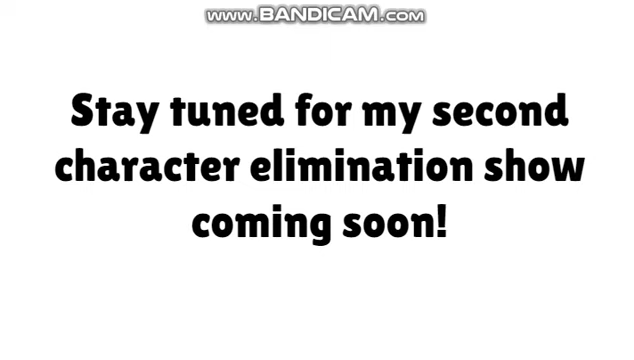 www.BANDICAM.com
Stay tuned for my second
character elimination show
coming soon!